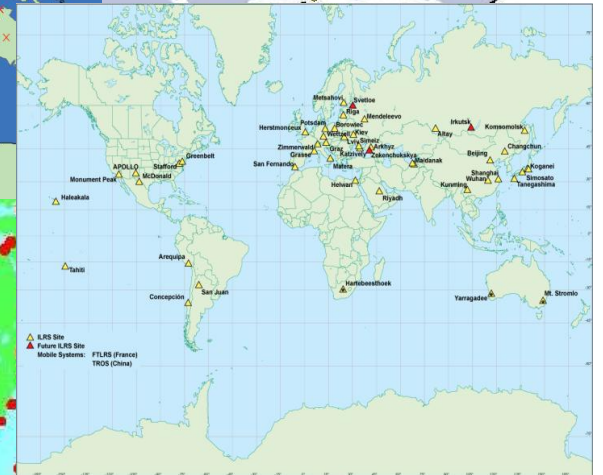 Metsahovi
Svetloe
Riga
Mendeleevo
Potsdam
Borowiec
Herstmonceux
Kiev
Wettzell
Lviv
Simeiz
Zimmerwald
Graz
Arkhyz
Grasse
Katzively
Zelenchukskya
San Fernando
Matera
Maidanak
Helwan
Riyadh
Altay
Irkutsk
Komsomolsk
Changchun
Beijing
Koganei
Shanghai
Simosato
Wuhan
Tanegashima
Kunming
Greenbelt
Stafford
APOLLO
McDonald
Monument Peak
Haleakala
Tahiti
Arequipa
San Juan
Concepción
Hartebeesthoek
Yarragadee
Mt. Stromlo
ILRS Site
Future ILRS Site
Mobile Systems: FTLRS (France)
TROS (China)